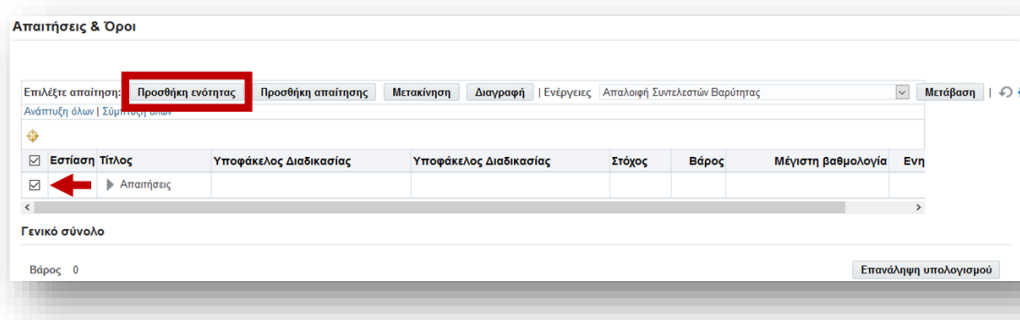 Απαιτήσεις & Όροι
Επιλέξτε απαίτηση: Προσθήκη ενότητας Προσθήκη απαίτησης Μετακίνηση Διαγραφή | Ενέργειες Απαλοιφή Συντελεστών Βαρύτητας Μετάβαση |
Ανάπτυξη όλων | Σύμπτυξη όλων
Εστίαση Τίτλος Υποφάκελος Διαδικασίας Υποφάκελος Διαδικασίας Στόχος Βάρος Μέγιστη βαθμολογία Ενη
Απαιτήσεις
Γενικό σύνολο
Βάρος 0 Επανάληψη υπολογισμού